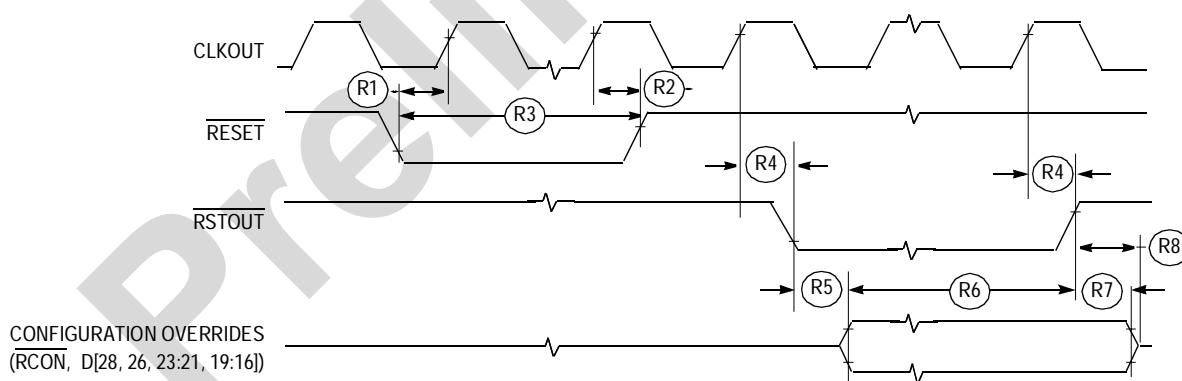 CLKOUT
R1
R2
R3
RESET
R4
R4
RSTOUT
R8
R5
R6
R7
CONFIGURATION OVERRIDES
(RCON, D[28, 26, 23:21, 19:16])